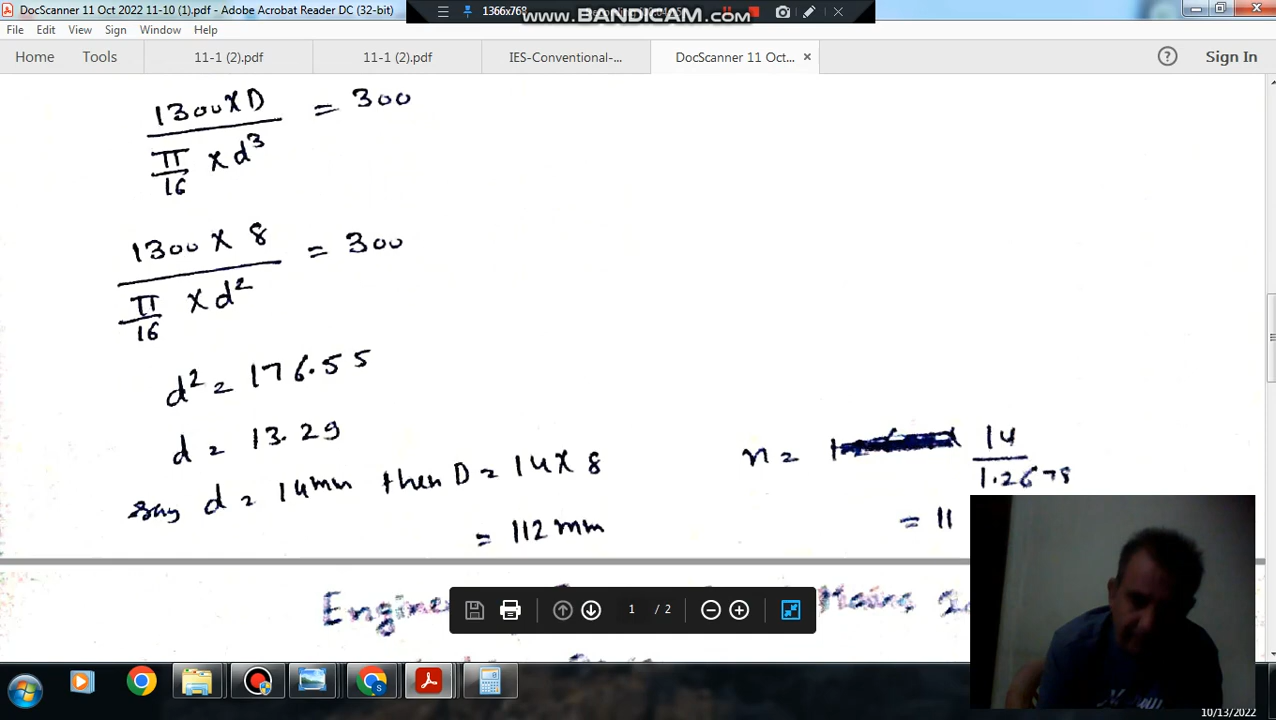 DocScanner 11 Oct 2022 11-10 (1).pdf - Adobe Acrobat Reader DC (32-bit)
1366x768
www.BANDICAM.com
File Edit View Sign Window Help
Home Tools 11-1 (2).pdf 11-1 (2).pdf IES-Conventional-... DocScanner 11 Oct... × Sign In
1300×D
π/16 × d³
= 300
1300 × 8
π/16 × d²
= 300
d² = 176.55
d = 13.29
say d = 14mm then D = 14×8
= 112 mm
n = 14
1.2678
= 11
1 / 2
10/13/2022